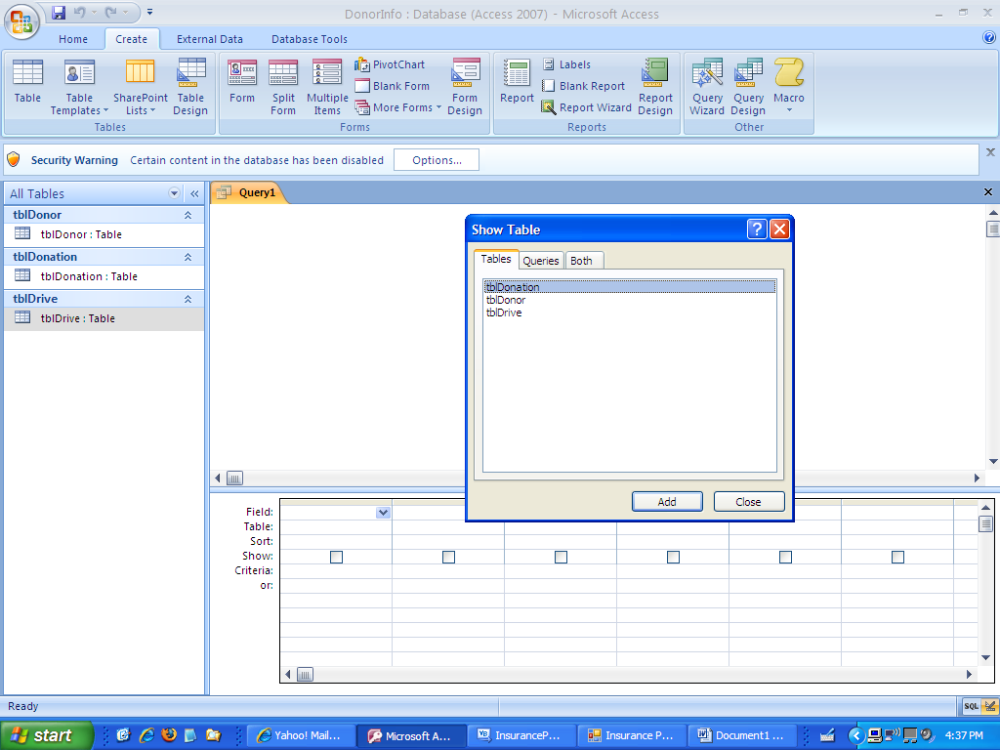 DonorInfo : Database (Access 2007) - Microsoft Access
Home Create External Data Database Tools
Table
Table Templates
SharePoint Lists
Table Design
Tables
Form
Split Form
Multiple Items
PivotChart
Blank Form
More Forms
Form Design
Forms
Report
Labels
Blank Report
Report Wizard
Report Design
Reports
Query Wizard
Query Design
Macro
Other
Security Warning Certain content in the database has been disabled Options...
All Tables
tblDonor
tblDonor : Table
tblDonation
tblDonation : Table
tblDrive
tblDrive : Table
Query1
Show Table
Tables Queries Both
tblDonation
tblDonor
tblDrive
Add Close
Field:
Table:
Sort:
Show:
Criteria:
or:
Ready
SQL
start Yahoo! Mail... Microsoft A... InsuranceP... Insurance P... Document1 ... 4:37 PM